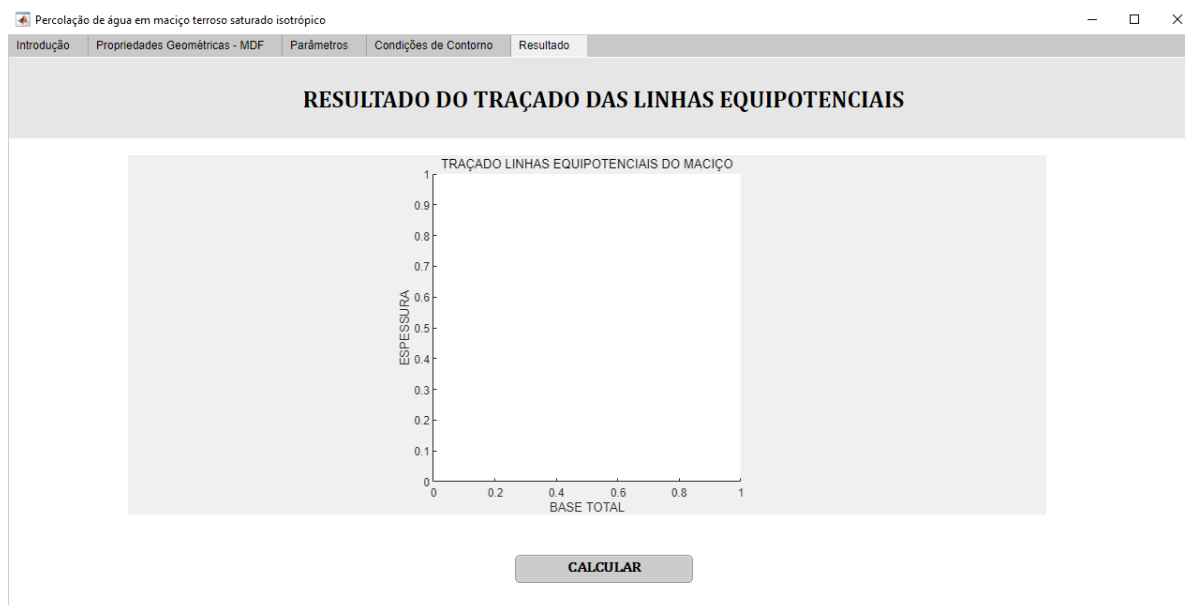 Percolação de água em maciço terroso saturado isotrópico
Introdução Propriedades Geométricas - MDF Parâmetros Condições de Contorno Resultado
RESULTADO DO TRAÇADO DAS LINHAS EQUIPOTENCIAIS
TRAÇADO LINHAS EQUIPOTENCIAIS DO MACIÇO
1
0.9
0.8
0.7
0.6
0.5
0.4
0.3
0.2
0.1
0
ESPESSURA
0 0.2 0.4 0.6 0.8 1
BASE TOTAL
CALCULAR